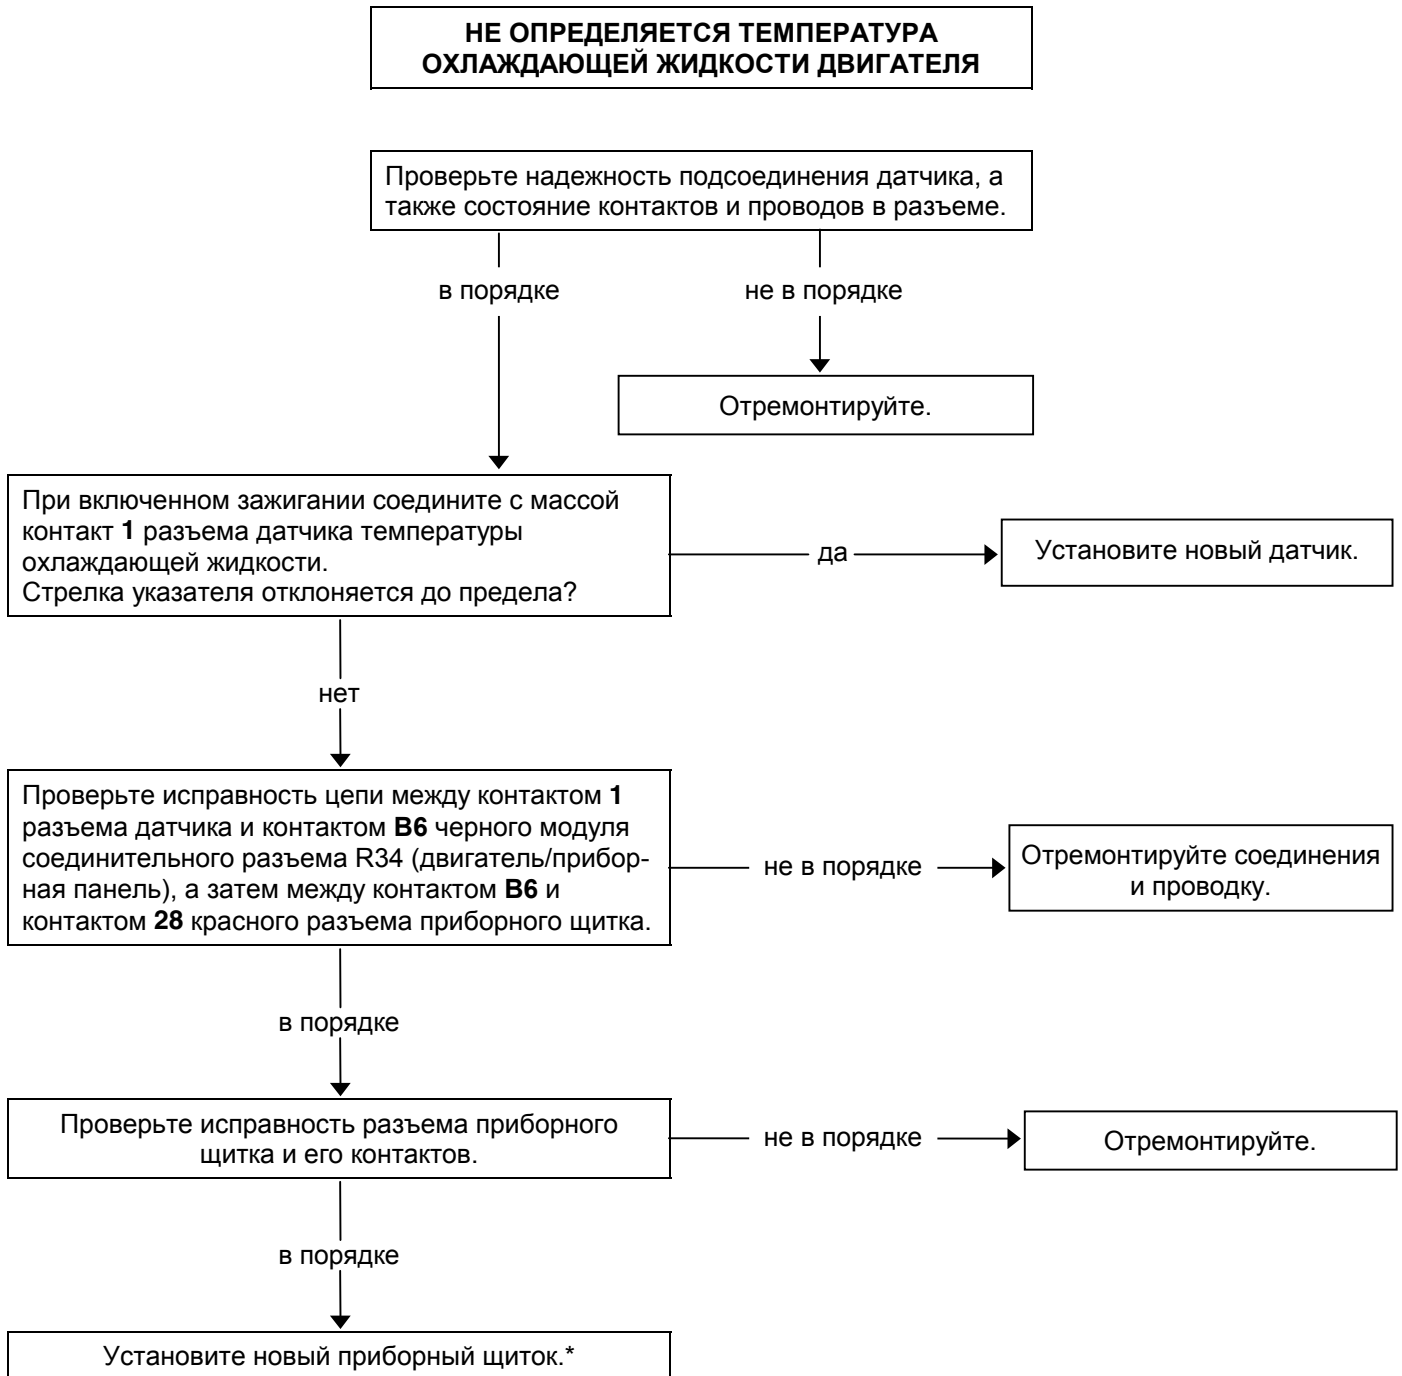 НЕ ОПРЕДЕЛЯЕТСЯ ТЕМПЕРАТУРА
ОХЛАЖДАЮЩЕЙ ЖИДКОСТИ ДВИГАТЕЛЯ
Проверьте надежность подсоединения датчика, а
также состояние контактов и проводов в разъеме.
в порядке
не в порядке
Отремонтируйте.
При включенном зажигании соедините с массой
контакт 1 разъема датчика температуры
охлаждающей жидкости.
Стрелка указателя отклоняется до предела?
да
Установите новый датчик.
нет
Проверьте исправность цепи между контактом 1
разъема датчика и контактом B6 черного модуля
соединительного разъема R34 (двигатель/прибор-
ная панель), а затем между контактом B6 и
контактом 28 красного разъема приборного щитка.
не в порядке
Отремонтируйте соединения
и проводку.
в порядке
Проверьте исправность разъема приборного
щитка и его контактов.
не в порядке
Отремонтируйте.
в порядке
Установите новый приборный щиток.*